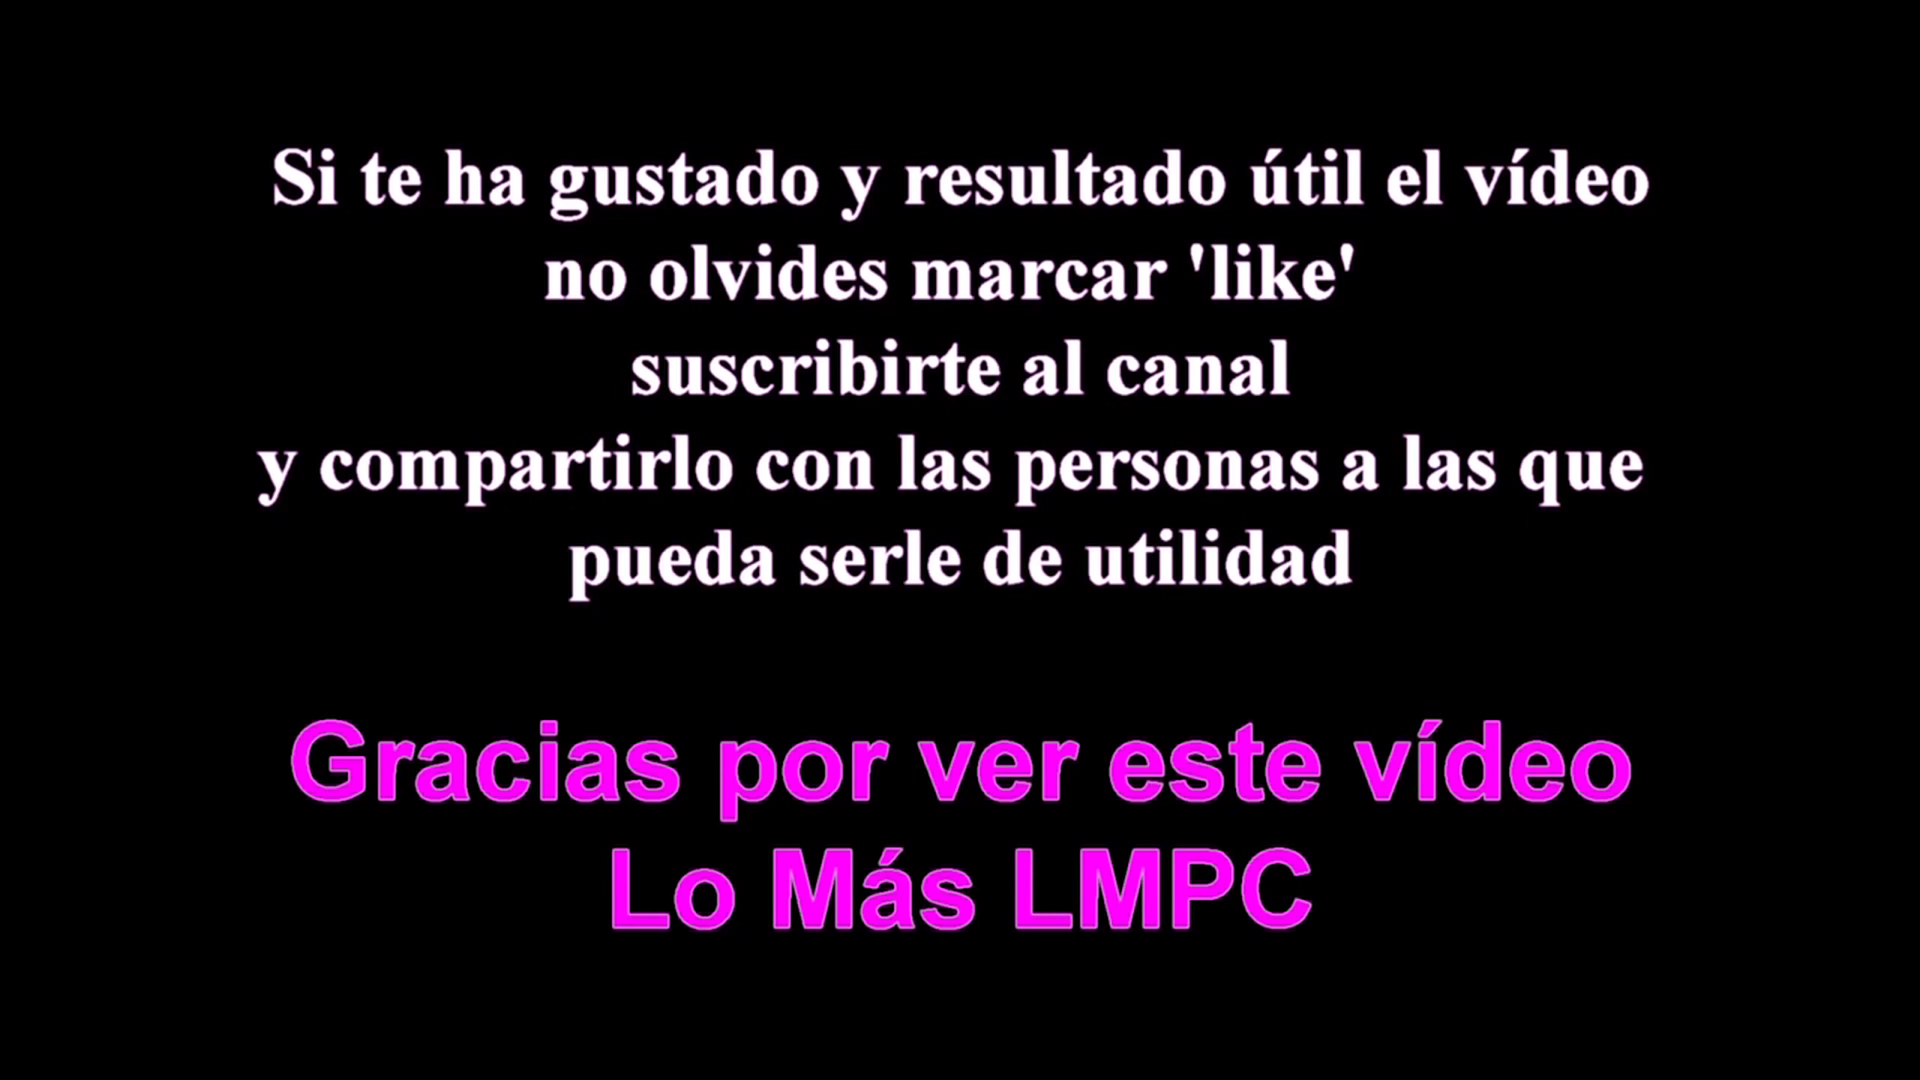 Si te ha gustado y resultado útil el vídeo
no olvides marcar 'like'
suscribirte al canal
y compartirlo con las personas a las que
pueda serle de utilidad
Gracias por ver este vídeo
Lo Más LMPC